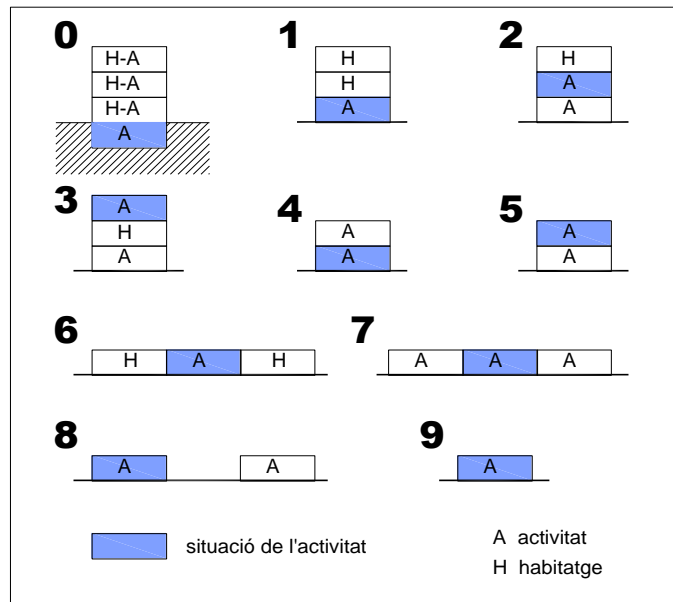 0 1 2
H-A H H
H-A H A
H-A A A
A
3 4 5
A
H A A
A A A
6 7
H A H A A A
8 9
A A A
situació de l'activitat
A activitat
H habitatge